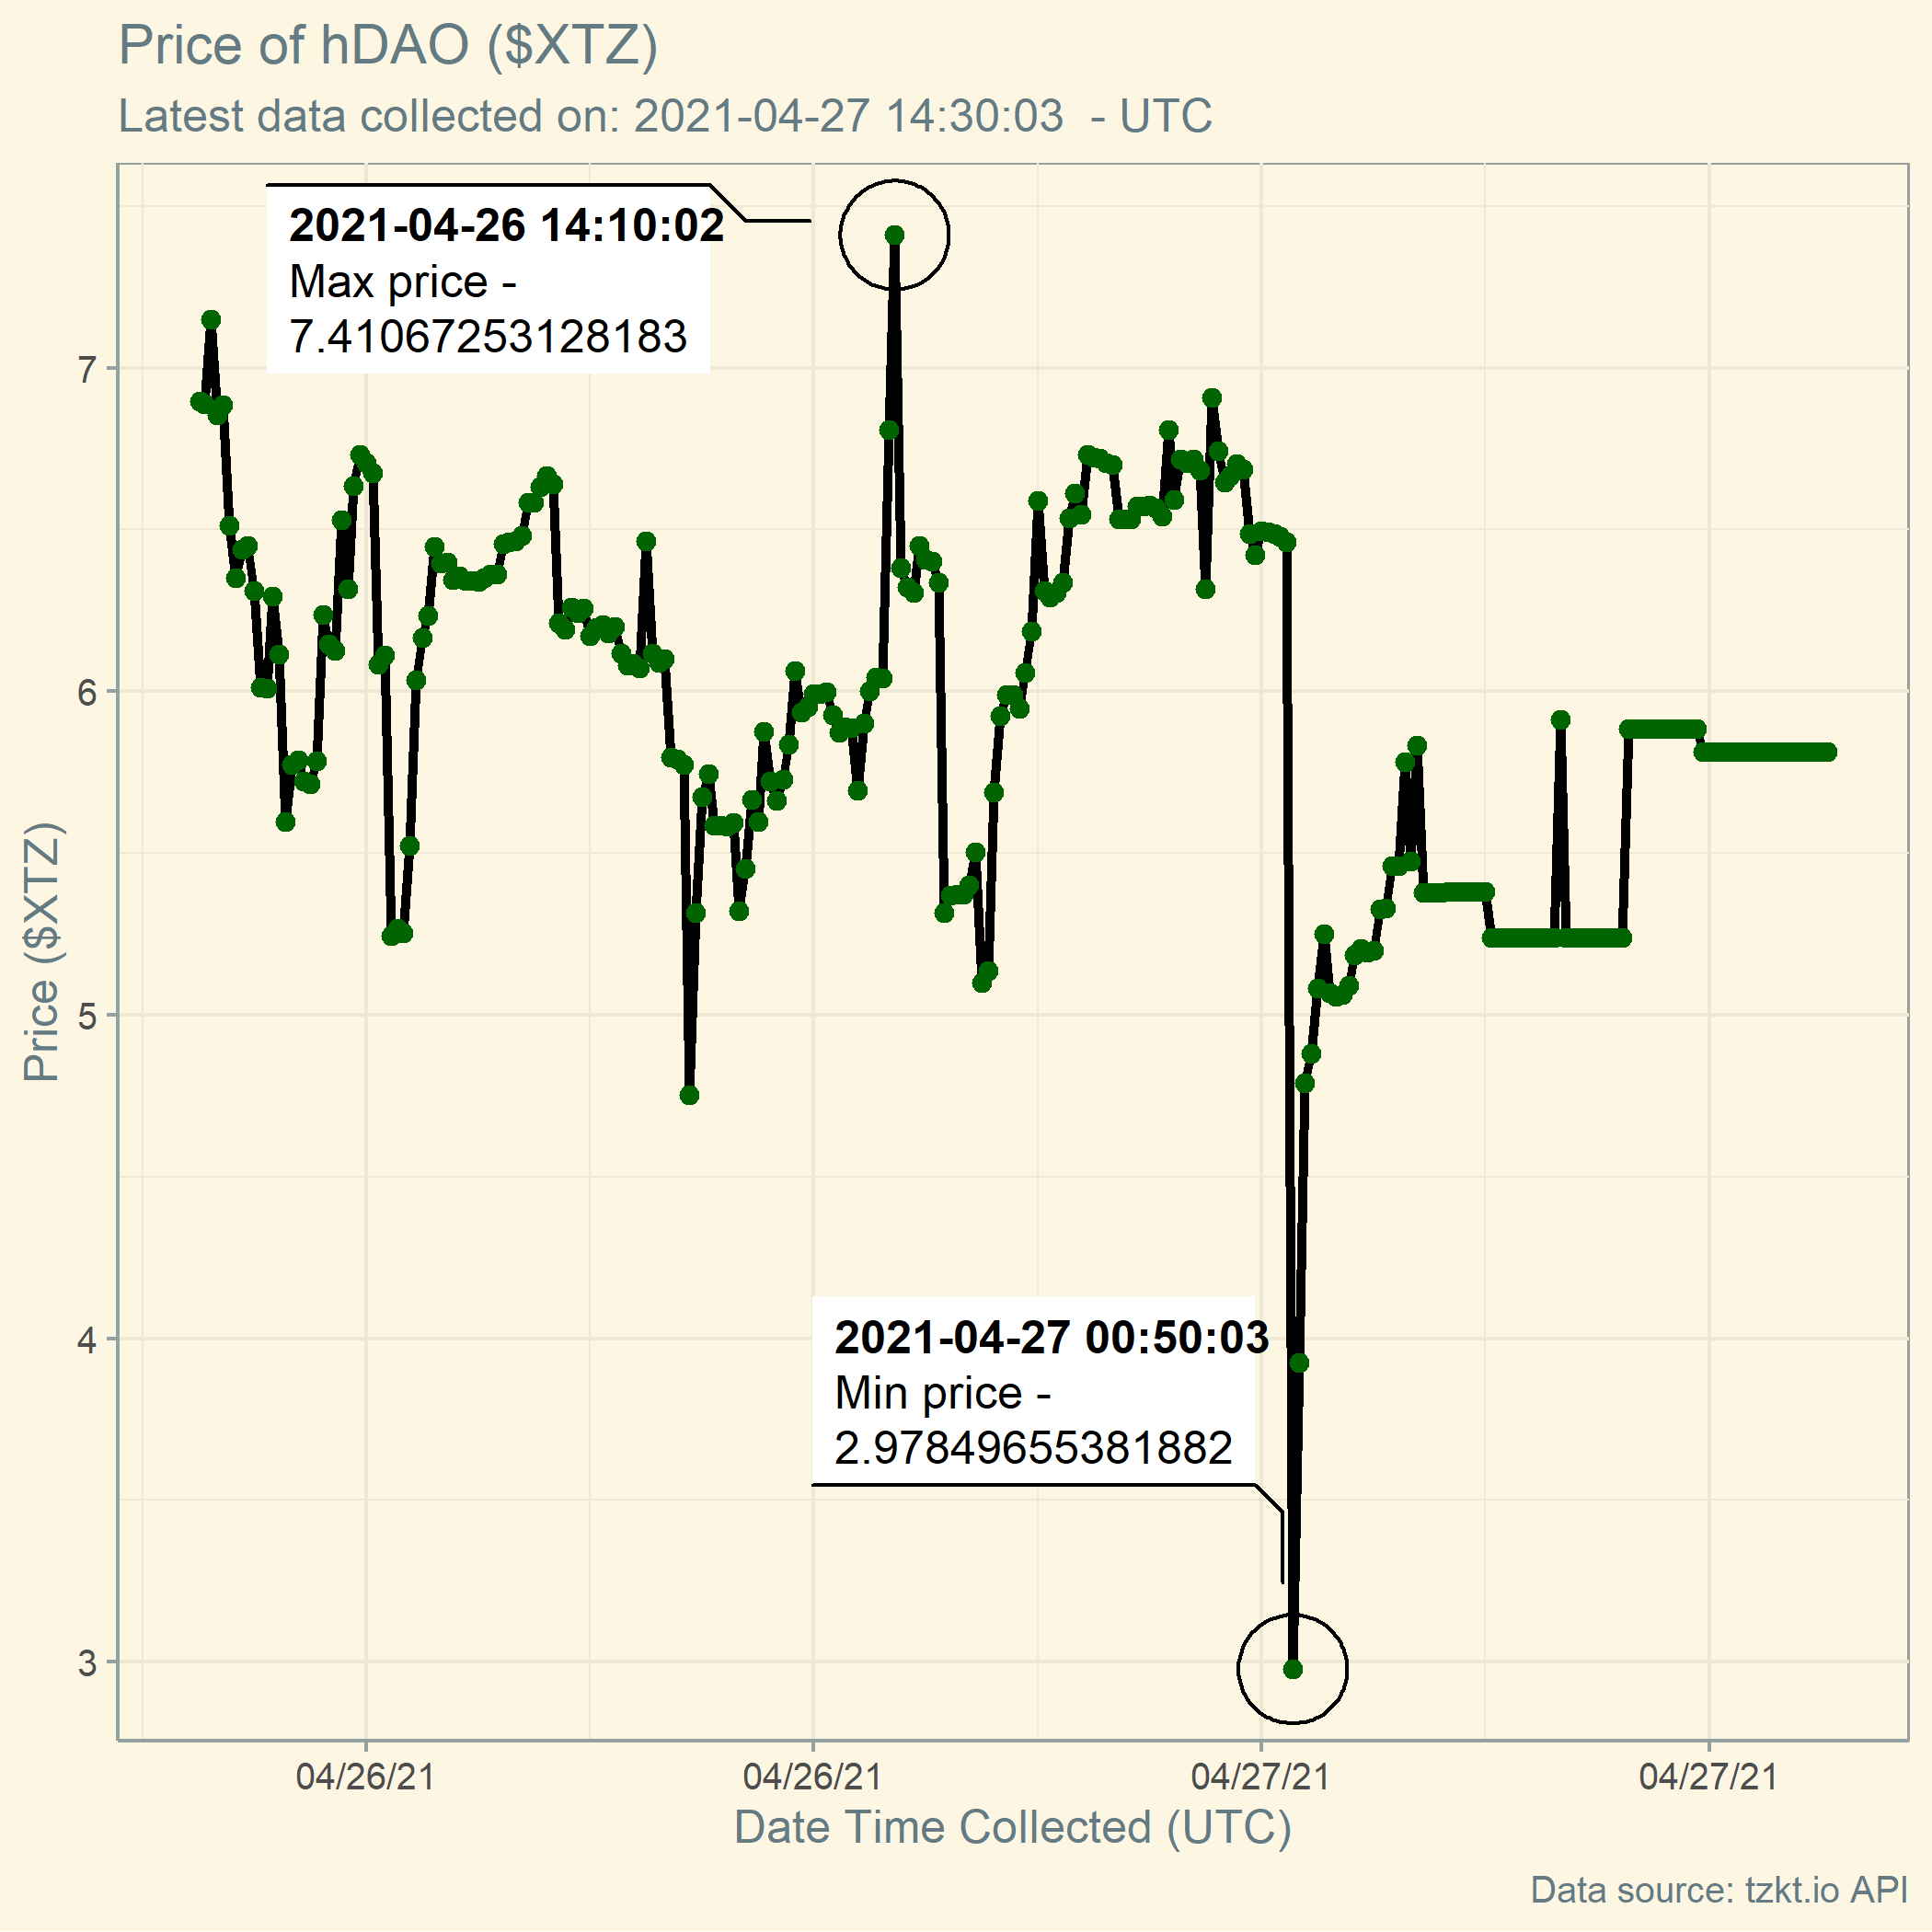 Price of hDAO ($XTZ)
Latest data collected on: 2021-04-27 14:30:03  - UTC
2021-04-26 14:10:02
Max price -
7.41067253128183
7
6
5
4
3
Price ($XTZ)
2021-04-27 00:50:03
Min price -
2.97849655381882
04/26/21
04/26/21
04/27/21
04/27/21
Date Time Collected (UTC)
Data source: tzkt.io API